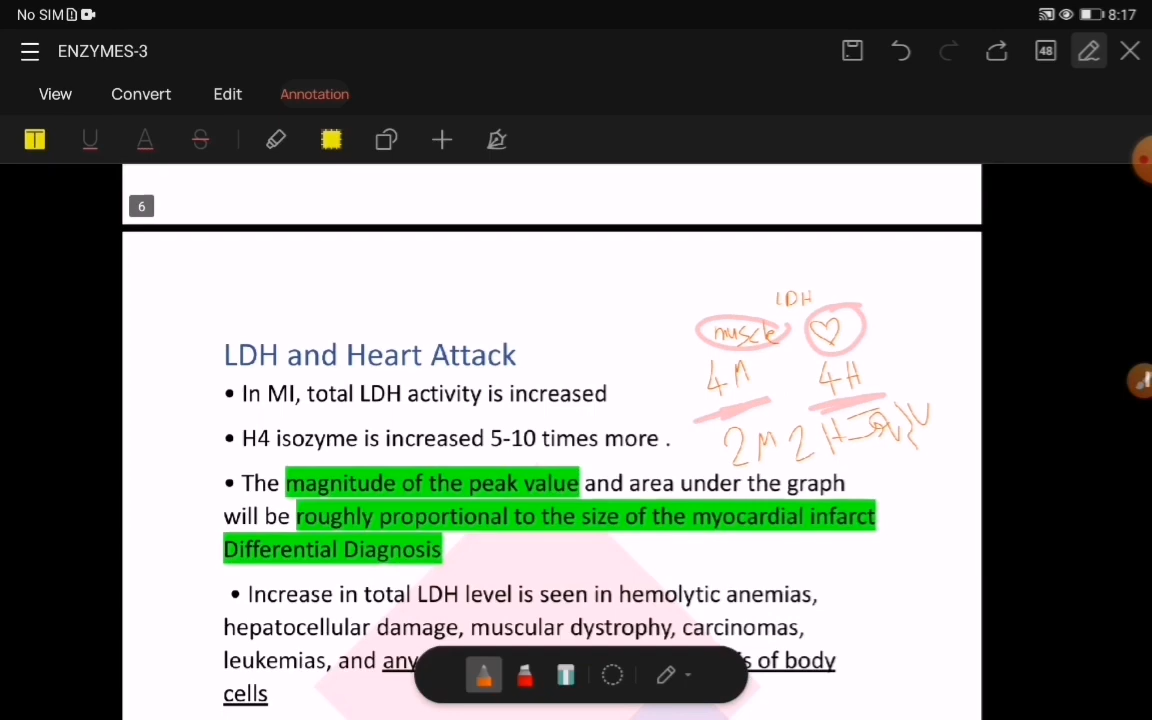 No SIM 8:17
ENZYMES-3
48
View Convert Edit Annotation
6
LDH
muscle
4M 4H
2M 2H
LDH and Heart Attack
• In MI, total LDH activity is increased
• H4 isozyme is increased 5-10 times more .
• The magnitude of the peak value and area under the graph
will be roughly proportional to the size of the myocardial infarct
Differential Diagnosis
• Increase in total LDH level is seen in hemolytic anemias,
hepatocellular damage, muscular dystrophy, carcinomas,
leukemias, and any s of body
cells